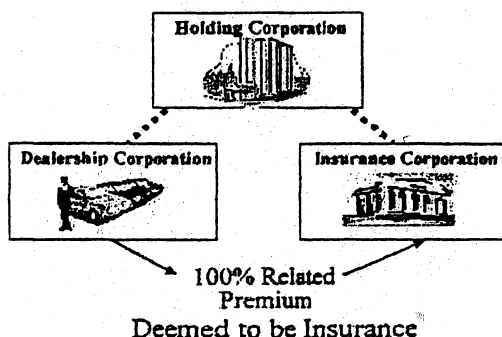 Holding Corporation
Dealership Corporation
Insurance Corporation
100% Related
Premium
Deemed to be Insurance